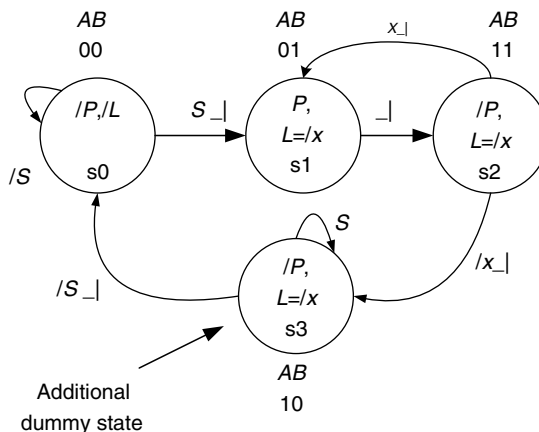 AB
00
AB
01
AB
11
/P,/L
s0
S _|
P,
L=/x
s1
_|
x_|
/P,
L=/x
s2
/S
S
/P,
L=/x
s3
/S _|
/x_|
AB
10
Additional
dummy state